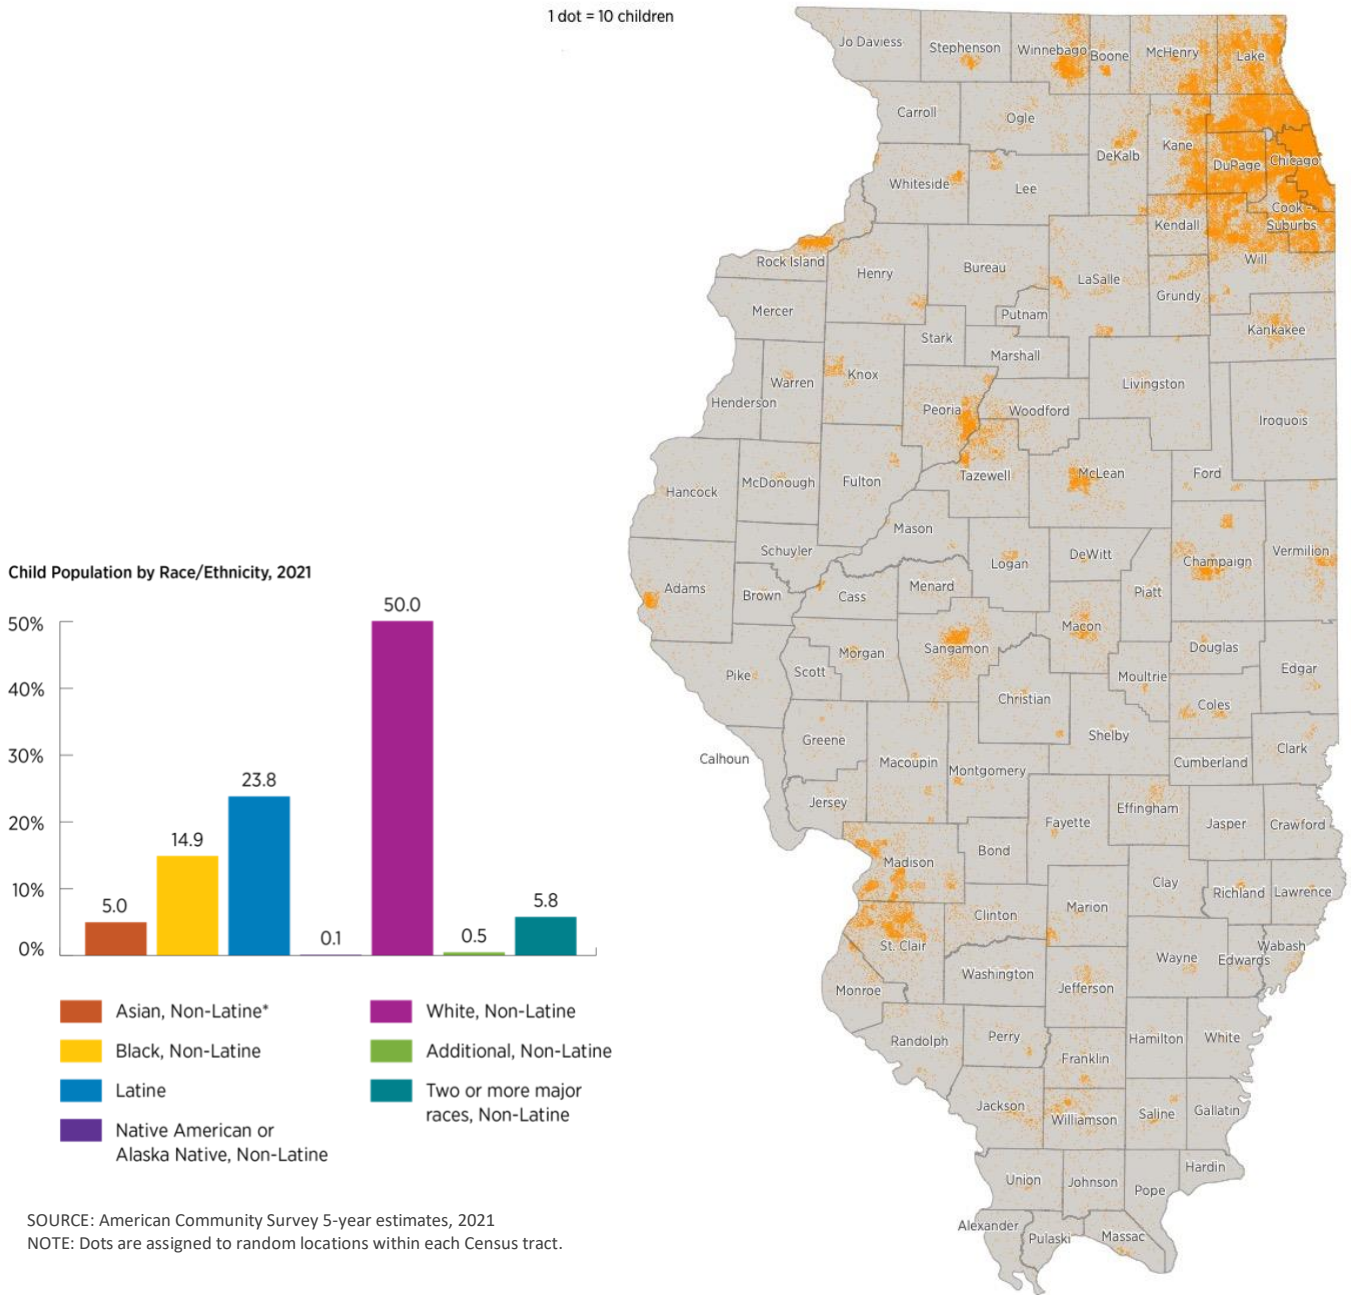 1 dot = 10 children
Jo Daviess
Stephenson
Winnebago
Boone
McHenry
Lake
Carroll
Ogle
DeKalb
Kane
DuPage
Chicago
Whiteside
Lee
Cook -
Suburbs
Kendall
Rock Island
Henry
Bureau
LaSalle
Will
Grundy
Mercer
Putnam
Kankakee
Stark
Marshall
Knox
Warren
Livingston
Henderson
Peoria
Woodford
Iroquois
Hancock
McDonough
Fulton
Tazewell
McLean
Ford
Mason
Schuyler
Logan
DeWitt
Champaign
Vermilion
Adams
Brown
Cass
Menard
Piatt
Macon
Morgan
Sangamon
Douglas
Pike
Scott
Moultrie
Edgar
Christian
Coles
Greene
Shelby
Clark
Calhoun
Macoupin
Montgomery
Cumberland
Jersey
Effingham
Fayette
Jasper
Crawford
Madison
Bond
Clay
Richland
Lawrence
Marion
Clinton
St. Clair
Wabash
Wayne
Edwards
Washington
Monroe
Jefferson
Randolph
Perry
Hamilton
White
Franklin
Jackson
Williamson
Saline
Gallatin
Union
Johnson
Pope
Hardin
Alexander
Pulaski
Massac
Child Population by Race/Ethnicity, 2021
50%
40%
30%
20%
10%
0%
5.0
14.9
23.8
0.1
50.0
0.5
5.8
Asian, Non-Latine*
Black, Non-Latine
Latine
Native American or
Alaska Native, Non-Latine
White, Non-Latine
Additional, Non-Latine
Two or more major
races, Non-Latine
SOURCE: American Community Survey 5-year estimates, 2021
NOTE: Dots are assigned to random locations within each Census tract.